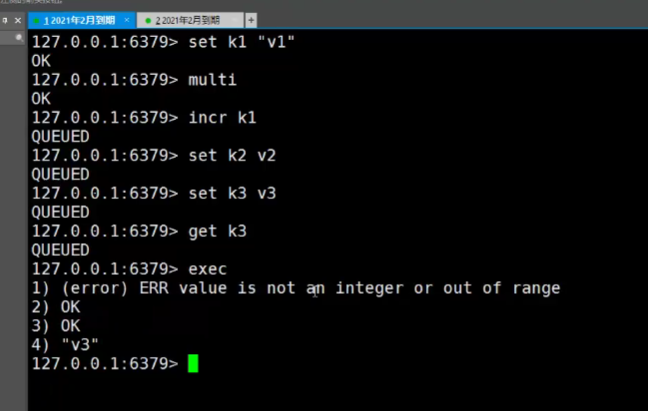 1 2021年2月到期 × 2 2021年2月到期 ×
127.0.0.1:6379> set k1 "v1"
OK
127.0.0.1:6379> multi
OK
127.0.0.1:6379> incr k1
QUEUED
127.0.0.1:6379> set k2 v2
QUEUED
127.0.0.1:6379> set k3 v3
QUEUED
127.0.0.1:6379> get k3
QUEUED
127.0.0.1:6379> exec
1) (error) ERR value is not an integer or out of range
2) OK
3) OK
4) "v3"
127.0.0.1:6379>